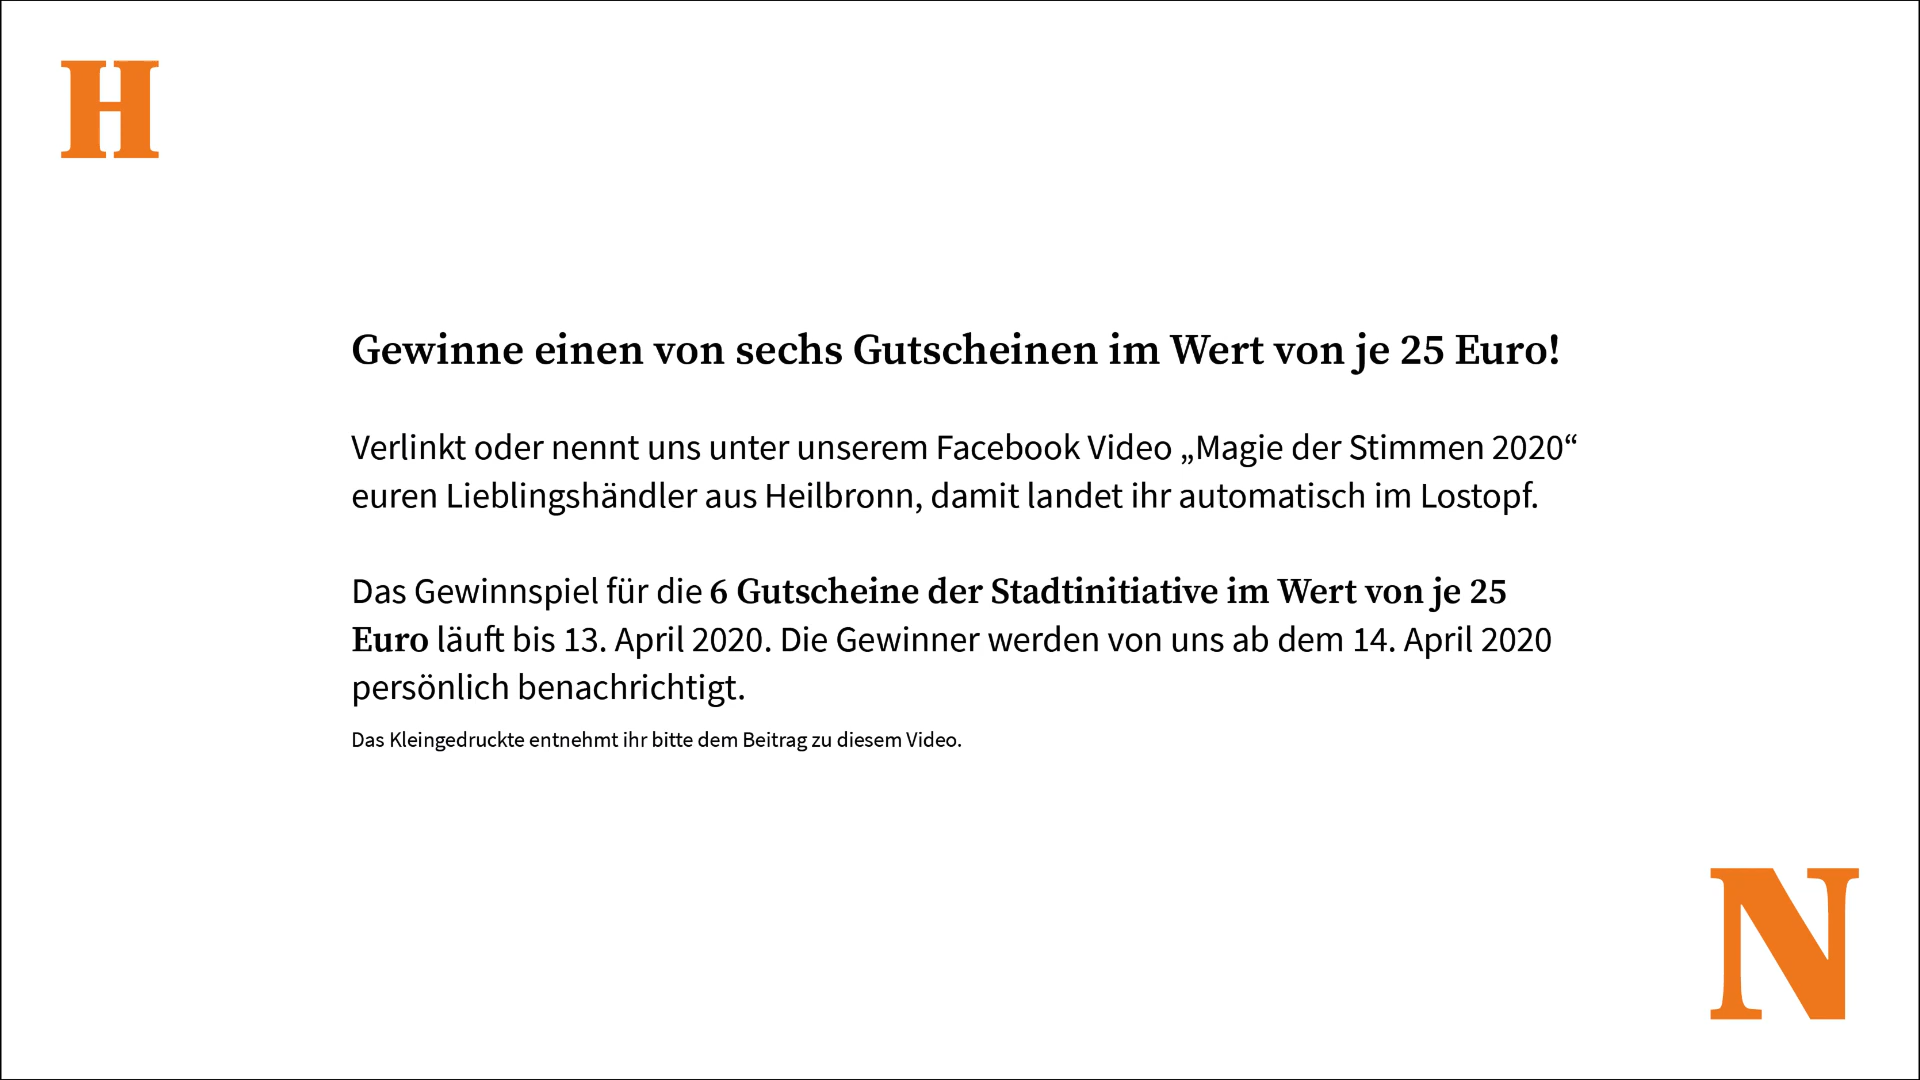 H
Gewinne einen von sechs Gutscheinen im Wert von je 25 Euro!
Verlinkt oder nennt uns unter unserem Facebook Video „Magie der Stimmen 2020“
euren Lieblingshändler aus Heilbronn, damit landet ihr automatisch im Lostopf.
Das Gewinnspiel für die 6 Gutscheine der Stadtinitiative im Wert von je 25
Euro läuft bis 13. April 2020. Die Gewinner werden von uns ab dem 14. April 2020
persönlich benachrichtigt.
Das Kleingedruckte entnehmt ihr bitte dem Beitrag zu diesem Video.
N